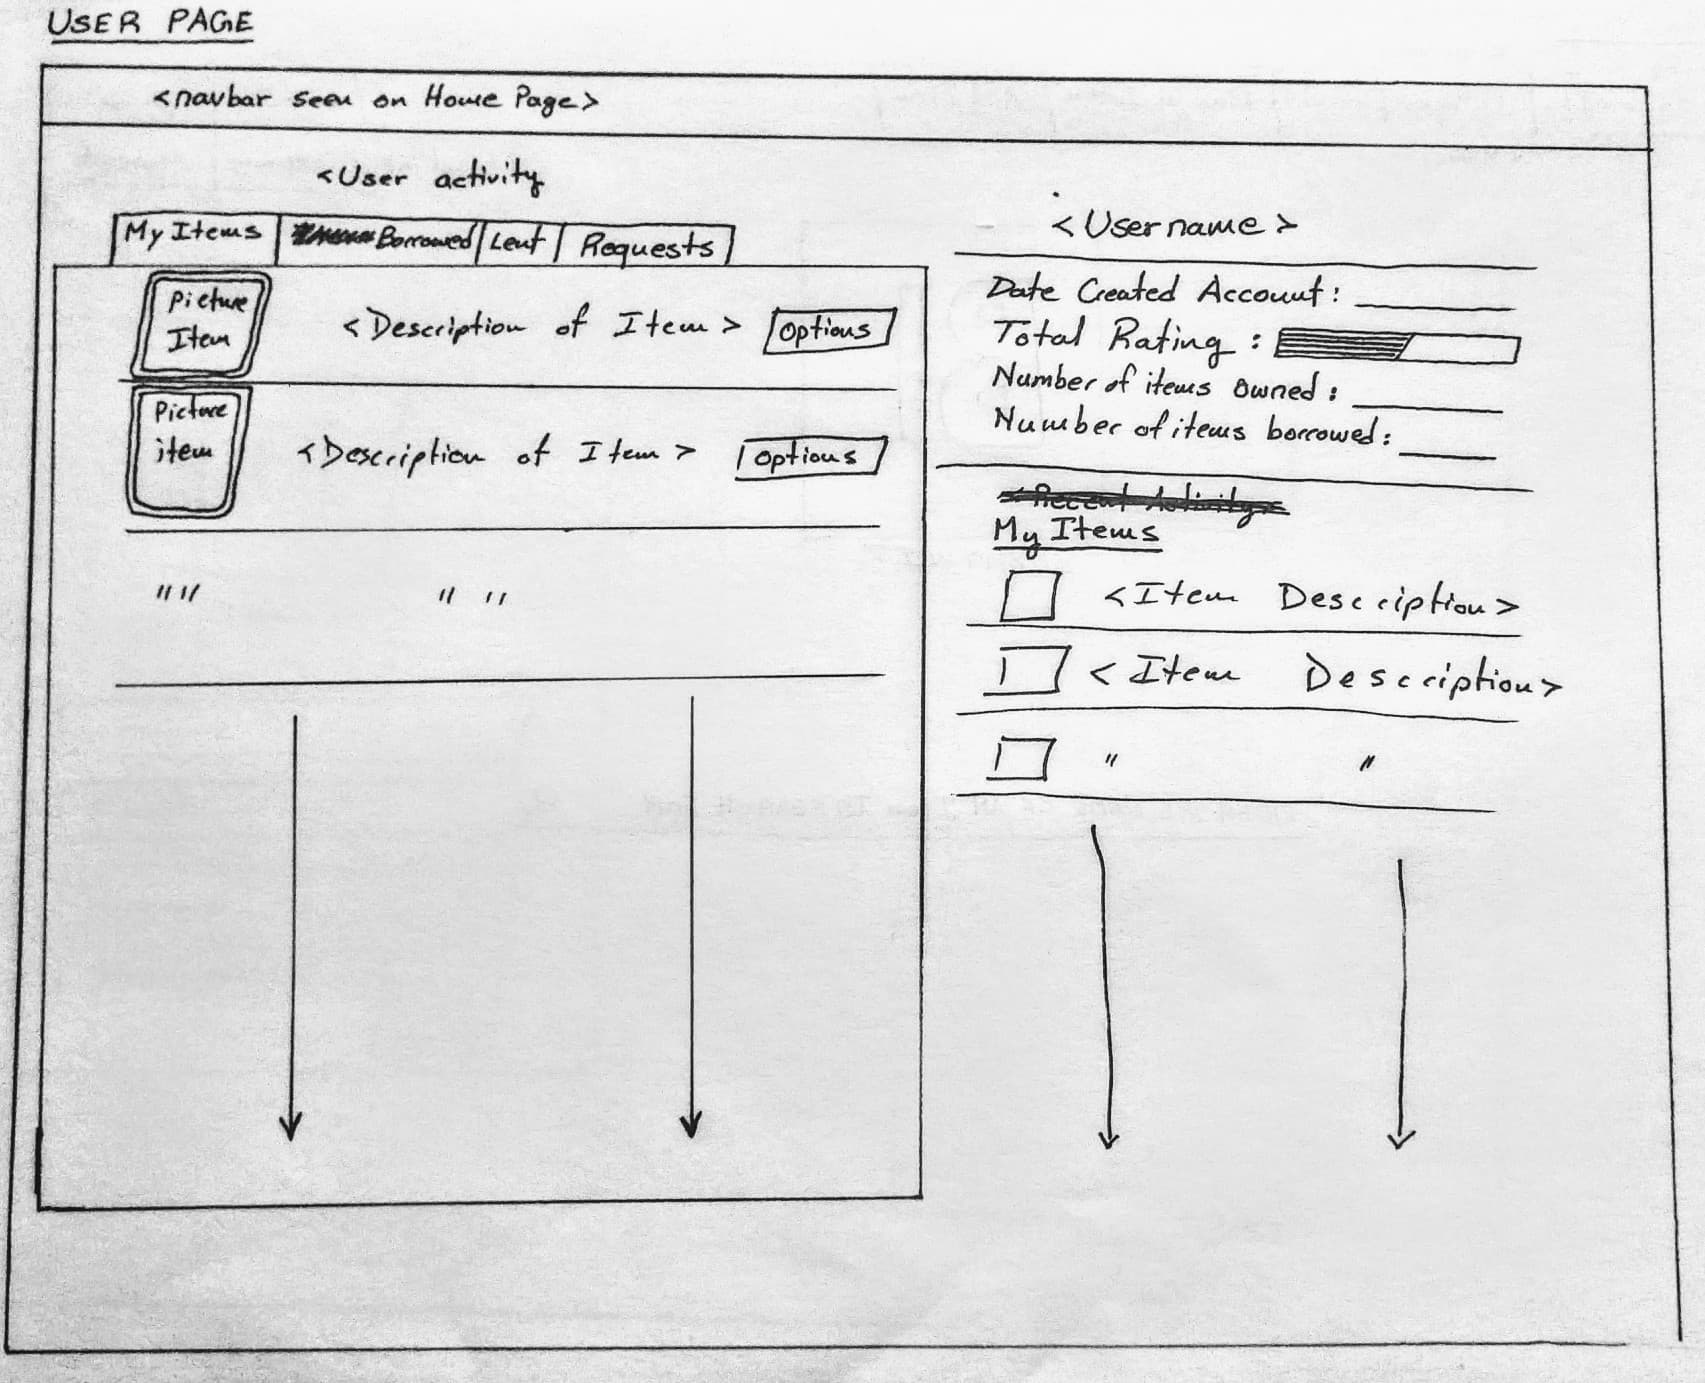 USER PAGE
<navbar seen on Home Page>
<User activity
My Items Borrowed Lent Requests
Picture
Item
<Description of Item> Options
Picture
item
<Description of Item> Options
" " " "
<Username>
Date Created Account:
Total Rating:
Number of items owned:
Number of items borrowed:
<Recent Activity>
My Items
<Item Description>
<Item Description>
" "